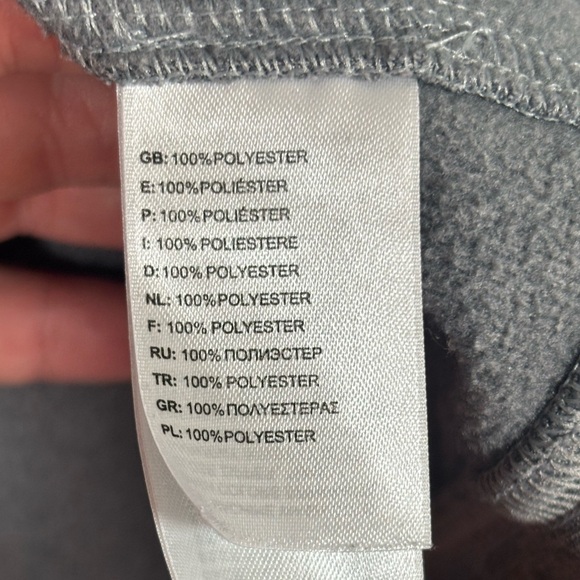 GB: 100%POLYESTER
E: 100%POLIÉSTER
P: 100%POLIÉSTER
I: 100% POLIESTERE
D: 100% POLYESTER
NL: 100%POLYESTER
F: 100% POLYESTER
RU: 100% ПОЛИЭСТЕР
TR: 100% POLYESTER
GR: 100%ΠΟΛΥΕΣΤΕΡΑΣ
PL: 100%POLYESTER